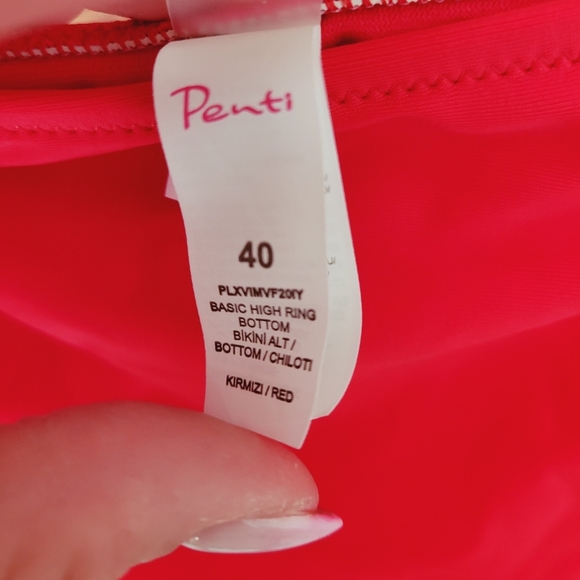 Penti
40
PLXVIMVF20IY
BASIC HIGH RING
BOTTOM
BİKİNİ ALT /
BOTTOM / CHILOTI
KIRMIZI / RED